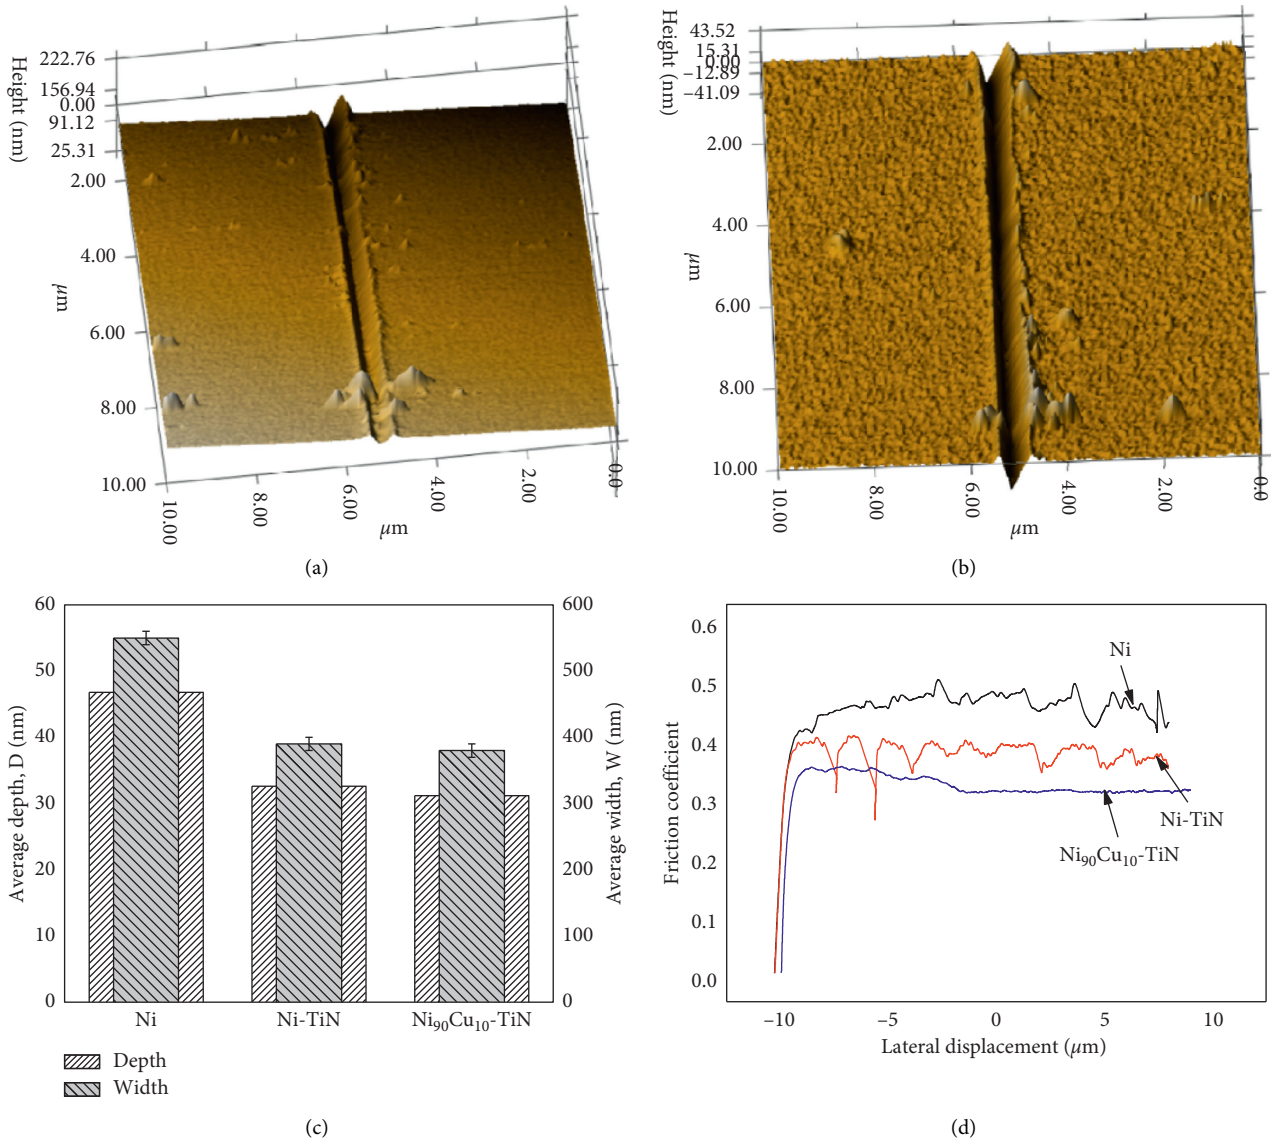 Height (nm)
222.76
156.94
0.00
91.12
25.31
2.00
4.00
μm
6.00
8.00
10.00
10.00
8.00
6.00
4.00
2.00
0.0
μm
(a)
Height (nm)
43.52
15.31
0.00
−12.89
−41.09
2.00
4.00
μm
6.00
8.00
10.00
10.00
8.00
6.00
4.00
2.00
0.0
μm
(b)
Average depth, D (nm)
60
50
40
30
20
10
0
600
500
400
300
200
100
0
Average width, W (nm)
Ni
Ni-TiN
Ni₉₀Cu₁₀-TiN
Depth
Width
(c)
Friction coefficient
0.6
0.5
0.4
0.3
0.2
0.1
0.0
Ni
Ni-TiN
Ni₉₀Cu₁₀-TiN
−10
−5
0
5
10
Lateral displacement (μm)
(d)